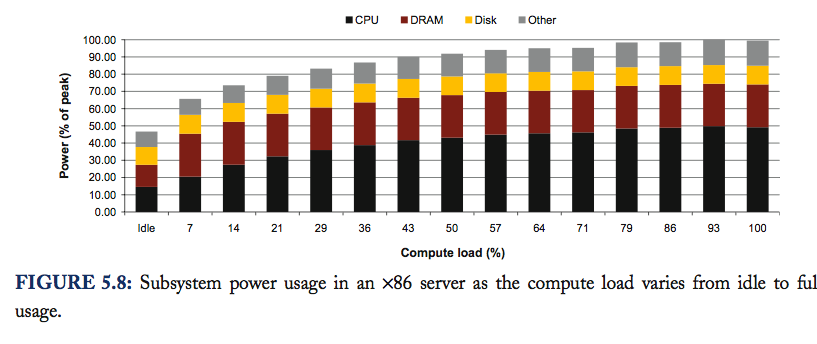 CPU DRAM Disk Other
100.00
90.00
80.00
70.00
60.00
50.00
40.00
30.00
20.00
10.00
0.00
Power (% of peak)
Idle 7 14 21 29 36 43 50 57 64 71 79 86 93 100
Compute load (%)
FIGURE 5.8: Subsystem power usage in an ×86 server as the compute load varies from idle to ful
usage.